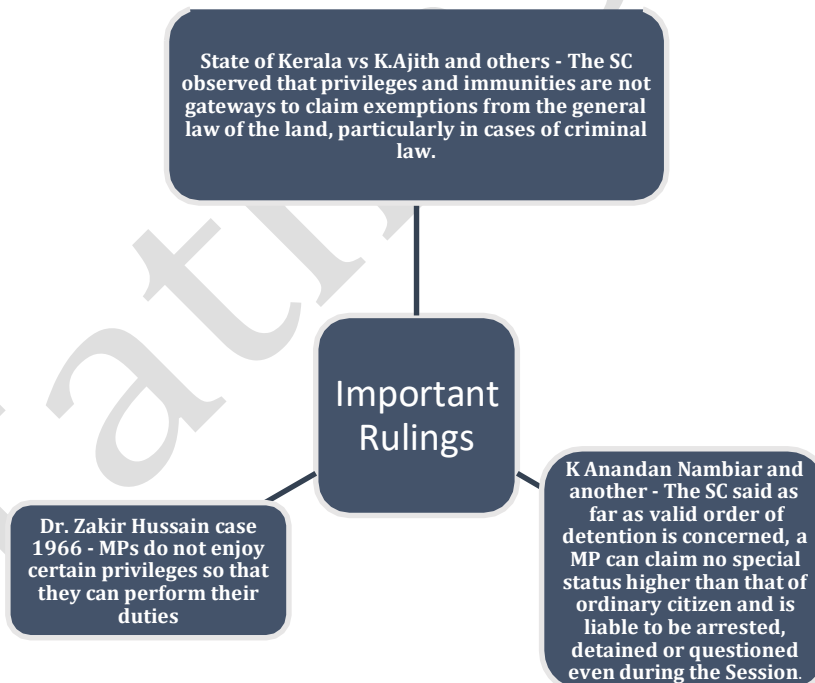 State of Kerala vs K.Ajith and others - The SC
observed that privileges and immunities are not
gateways to claim exemptions from the general
law of the land, particularly in cases of criminal
law.
Important
Rulings
Dr. Zakir Hussain case
1966 - MPs do not enjoy
certain privileges so that
they can perform their
duties
K Anandan Nambiar and
another - The SC said as
far as valid order of
detention is concerned, a
MP can claim no special
status higher than that of
ordinary citizen and is
liable to be arrested,
detained or questioned
even during the Session.